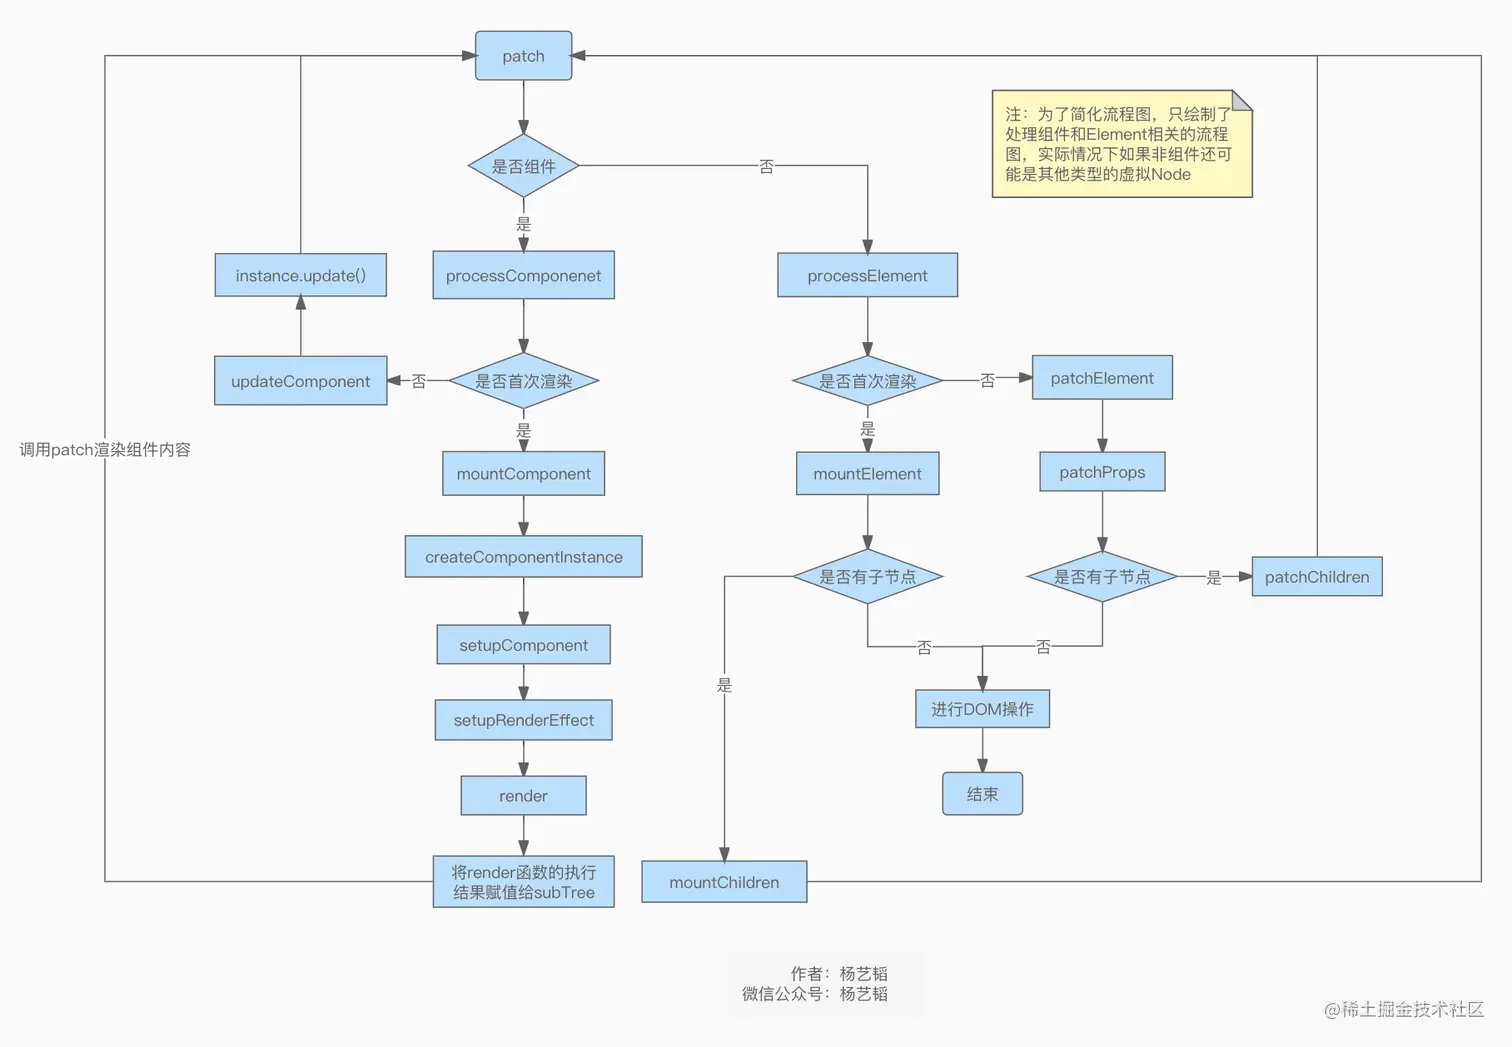 patch
注：为了简化流程图，只绘制了
处理组件和Element相关的流程
图，实际情况下如果非组件还可
能是其他类型的虚拟Node
是否组件
否
是
instance.update()
processComponenet
processElement
updateComponent
否
是否首次渲染
是否首次渲染
否
patchElement
是
是
调用patch渲染组件内容
mountComponent
mountElement
patchProps
createComponentInstance
是否有子节点
是否有子节点
是
patchChildren
setupComponent
否
否
是
setupRenderEffect
进行DOM操作
render
结束
将render函数的执行
结果赋值给subTree
mountChildren
作者：杨艺韬
微信公众号：杨艺韬
@稀土掘金技术社区